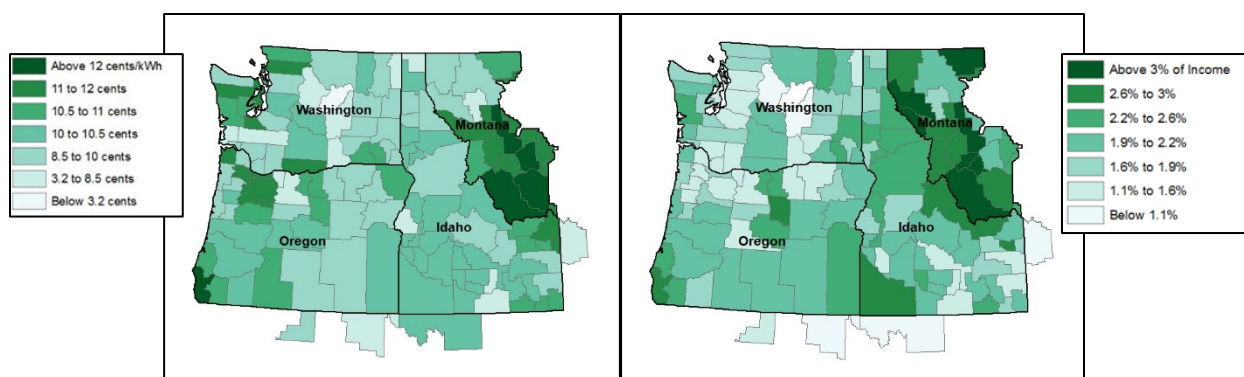 Above 12 cents/kWh
11 to 12 cents
10.5 to 11 cents
10 to 10.5 cents
8.5 to 10 cents
3.2 to 8.5 cents
Below 3.2 cents
Washington
Montana
Oregon
Idaho
Washington
Montana
Oregon
Idaho
Above 3% of Income
2.6% to 3%
2.2% to 2.6%
1.9% to 2.2%
1.6% to 1.9%
1.1% to 1.6%
Below 1.1%